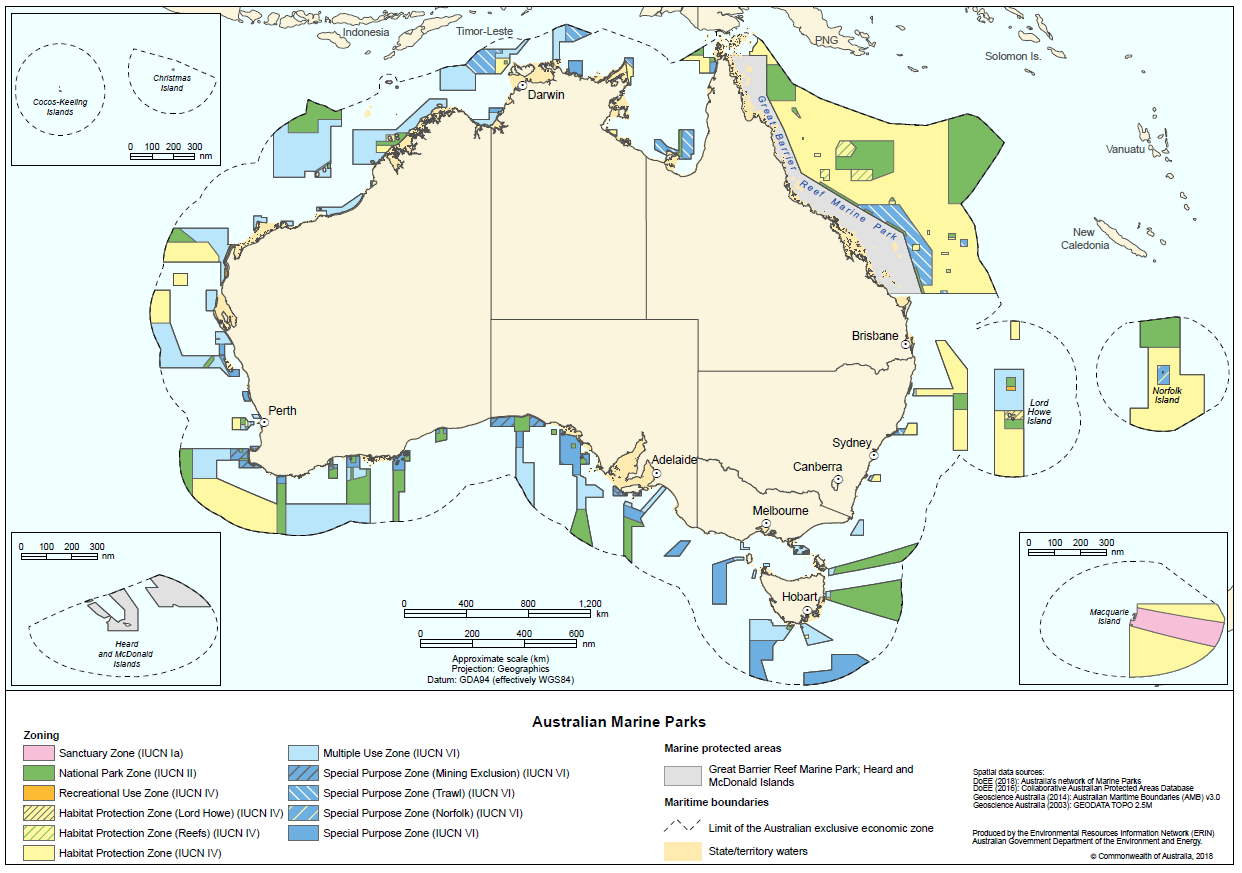 Indonesia
Timor-Leste
PNG
Solomon Is.
Vanuatu
New
Caledonia
Cocos-Keeling
Islands
Christmas
Island
0 100 200 300
nm
Darwin
Great Barrier
Reef Marine Park
Brisbane
Perth
Adelaide
Sydney
Canberra
Melbourne
Hobart
Lord
Howe
Island
Norfolk
Island
0 100 200 300
nm
Heard
and McDonald
Islands
0 400 800 1,200
km
0 200 400 600
nm
Approximate scale (km)
Projection: Geographics
Datum: GDA94 (effectively WGS84)
0 100 200 300
nm
Macquarie
Island
Australian Marine Parks
Zoning
Sanctuary Zone (IUCN Ia)
National Park Zone (IUCN II)
Recreational Use Zone (IUCN IV)
Habitat Protection Zone (Lord Howe) (IUCN IV)
Habitat Protection Zone (Reefs) (IUCN IV)
Habitat Protection Zone (IUCN IV)
Multiple Use Zone (IUCN VI)
Special Purpose Zone (Mining Exclusion) (IUCN VI)
Special Purpose Zone (Trawl) (IUCN VI)
Special Purpose Zone (Norfolk) (IUCN VI)
Special Purpose Zone (IUCN VI)
Marine protected areas
Great Barrier Reef Marine Park; Heard and
McDonald Islands
Maritime boundaries
Limit of the Australian exclusive economic zone
State/territory waters
Spatial data sources:
DoEE (2018): Australia's network of Marine Parks
DoEE (2016): Collaborative Australian Protected Areas Database
Geoscience Australia (2014): Australian Maritime Boundaries (AMB) v3.0
Geoscience Australia (2003): GEODATA TOPO 2.5M
Produced by the Environmental Resources Information Network (ERIN)
Australian Government Department of the Environment and Energy.
© Commonwealth of Australia, 2018